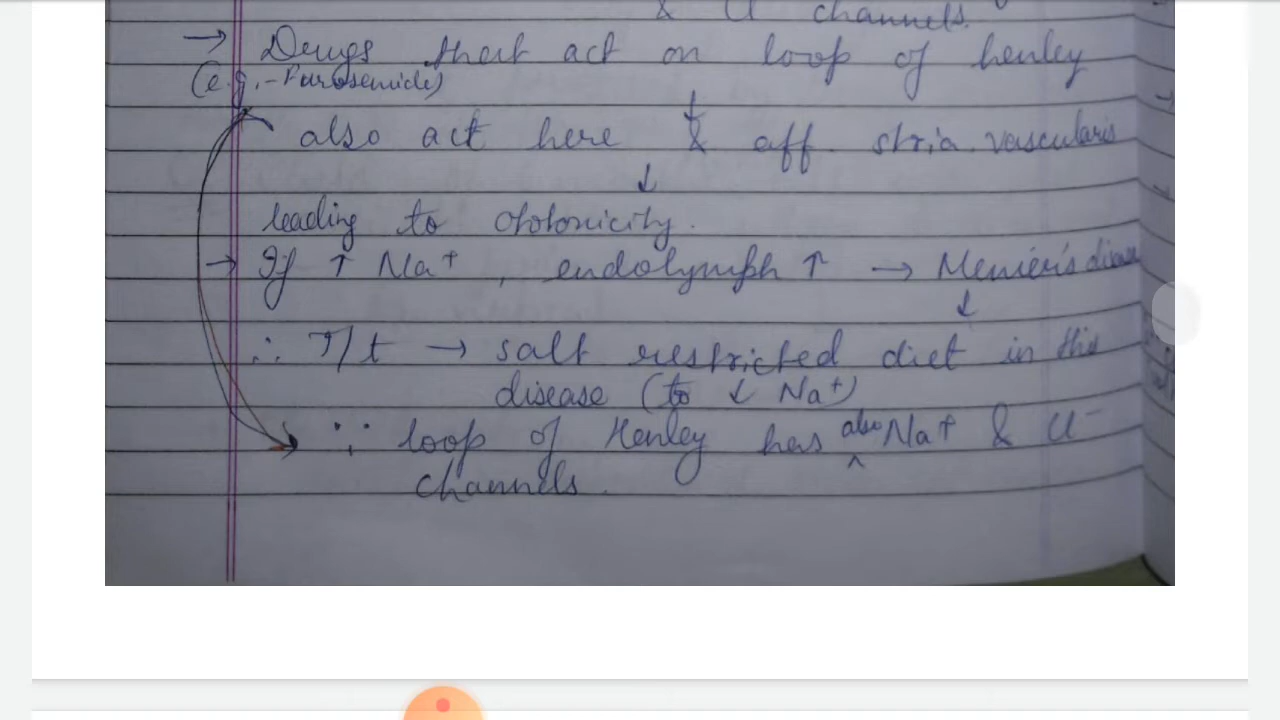 & Cl channels.
→ Drugs that act on loop of henley
(e.g.,- Furosemide)
↓
also act here & aff. stria vascularis
↓
leading to ototoxicity.
→ If ↑ Na+, endolymph ↑ → Menier's disease
↓
∴ T/t → salt restricted diet in this
disease (to ↓ Na+)
∵ loop of Henley has also Na+ & Cl-
channels.